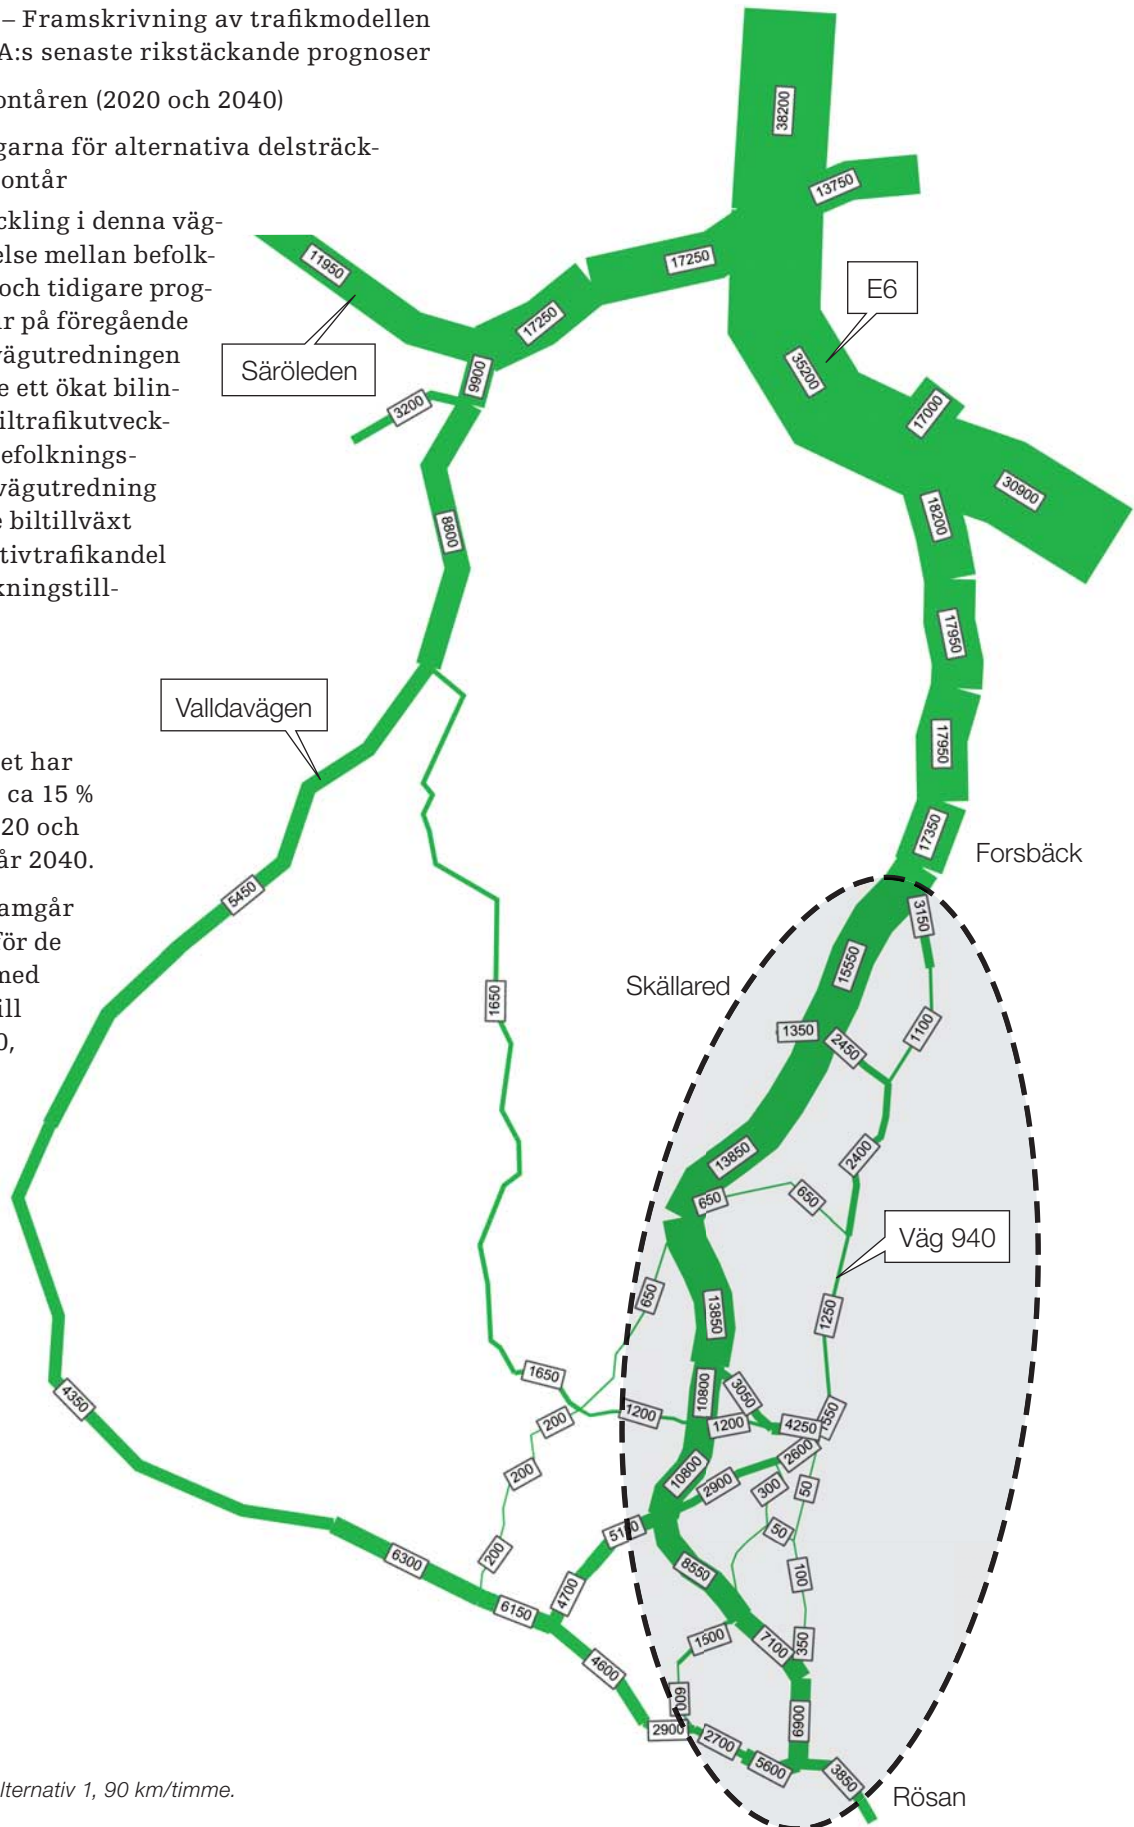 – Framskrivning av trafikmodellen
A:s senaste rikstäckande prognoser
ontåren (2020 och 2040)
garna för alternativa delsträck-
ontår
ckling i denna väg-
else mellan befolk-
och tidigare prog-
ar på föregående
vägutredningen
e ett ökat bilin-
iltrafikutveck-
efolknings-
vägutredning
e biltillväxt
tivtrafikandel
kningstill-
et har
ca 15 %
20 och
år 2040.
amgår
för de
med
ill
0,
38200
13750
11950
17250
17250
E6
Säröleden
9900
35200
3200
17000
30900
8800
18200
17950
Valldavägen
17950
17350
Forsbäck
5450
3150
15550
Skällared
1650
1350
2450
1100
13850
2400
650
650
Väg 940
650
13850
1250
1650
10800
3050
4350
200
1200
1200
4250
550
2600
200
10800
2900
300
50
5100
50
200
6300
8550
100
4700
6150
1500
7100
350
4600
600
2900
2700
6900
5600
3850
Rösan
lternativ 1, 90 km/timme.